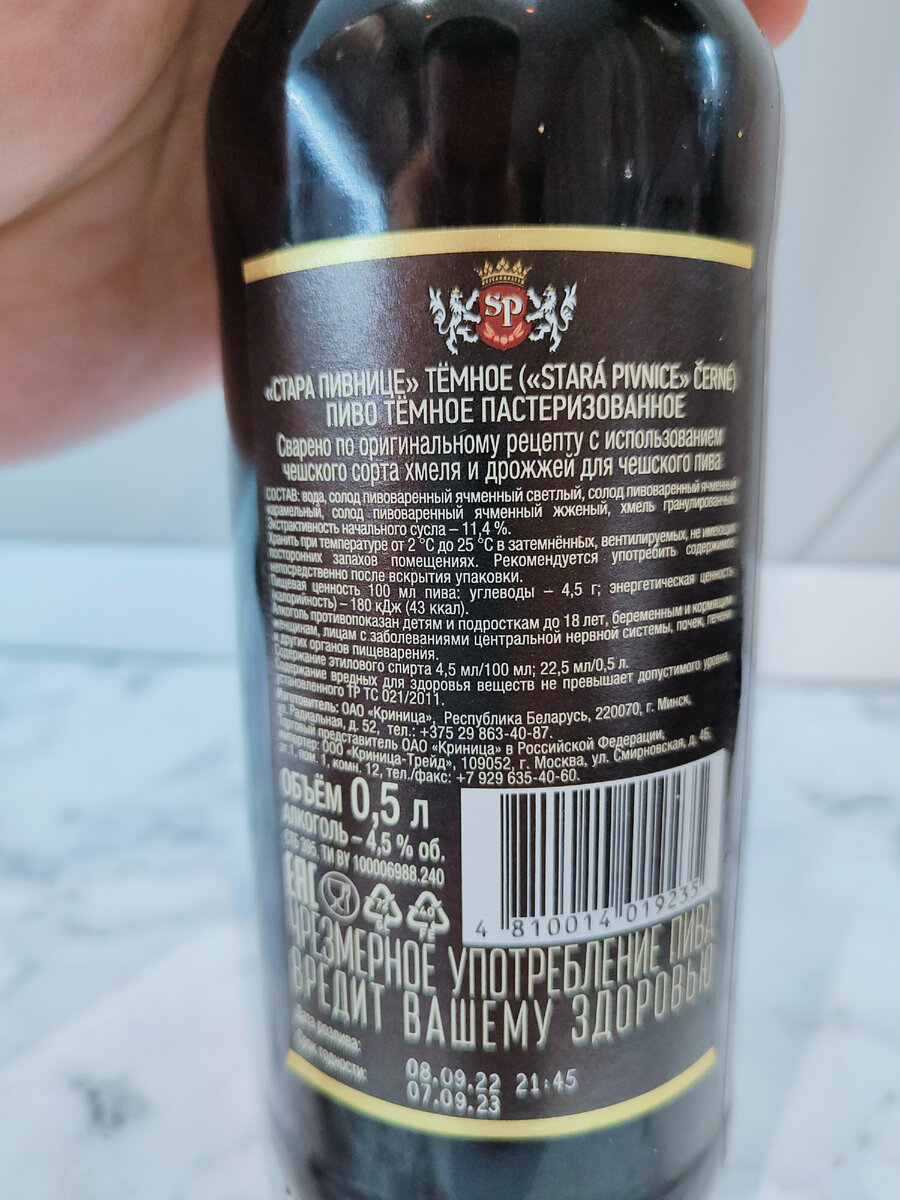 SP
«СТАРА ПИВНИЦЕ» ТЁМНОЕ («STARÁ PIVNICE» ČERNÉ)
ПИВО ТЁМНОЕ ПАСТЕРИЗОВАННОЕ
Сварено по оригинальному рецепту с использованием
чешского сорта хмеля и дрожжей для чешского пива
СОСТАВ: вода, солод пивоваренный ячменный светлый, солод пивоваренный ячменный
карамельный, солод пивоваренный ячменный жженый, хмель гранулированный.
Экстрактивность начального сусла – 11,4 %.
Хранить при температуре от 2 °С до 25 °С в затемнённых, вентилируемых, не имеющих
посторонних запахов помещениях. Рекомендуется употребить содержимое
непосредственно после вскрытия упаковки.
Пищевая ценность 100 мл пива: углеводы – 4,5 г; энергетическая ценность
(калорийность) – 180 кДж (43 ккал).
Алкоголь противопоказан детям и подросткам до 18 лет, беременным и кормящим
женщинам, лицам с заболеваниями центральной нервной системы, почек, печени
и других органов пищеварения.
Содержание этилового спирта 4,5 мл/100 мл; 22,5 мл/0,5 л.
Содержание вредных для здоровья веществ не превышает допустимого уровня,
установленного ТР ТС 021/2011.
Изготовитель: ОАО «Криница», Республика Беларусь, 220070, г. Минск,
ул. Радиальная, д. 52, тел.: +375 29 863-40-87.
Торговый представитель ОАО «Криница» в Российской Федерации,
импортер: ООО «Криница-Трейд», 109052, г. Москва, ул. Смирновская, д. 4Б,
эт.1, пом. 1, комн. 12, тел./факс: +7 929 635-40-60.
ОБЪЁМ 0,5 л
АЛКОГОЛЬ – 4,5 % об.
СТБ 395, ТИ BY 100006988.240
EAC
72
GL
40
FE
4 810014 019235
ЧРЕЗМЕРНОЕ УПОТРЕБЛЕНИЕ ПИВА
ВРЕДИТ ВАШЕМУ ЗДОРОВЬЮ
Дата розлива:
Срок годности:
08.09.22 21:45
07.09.23